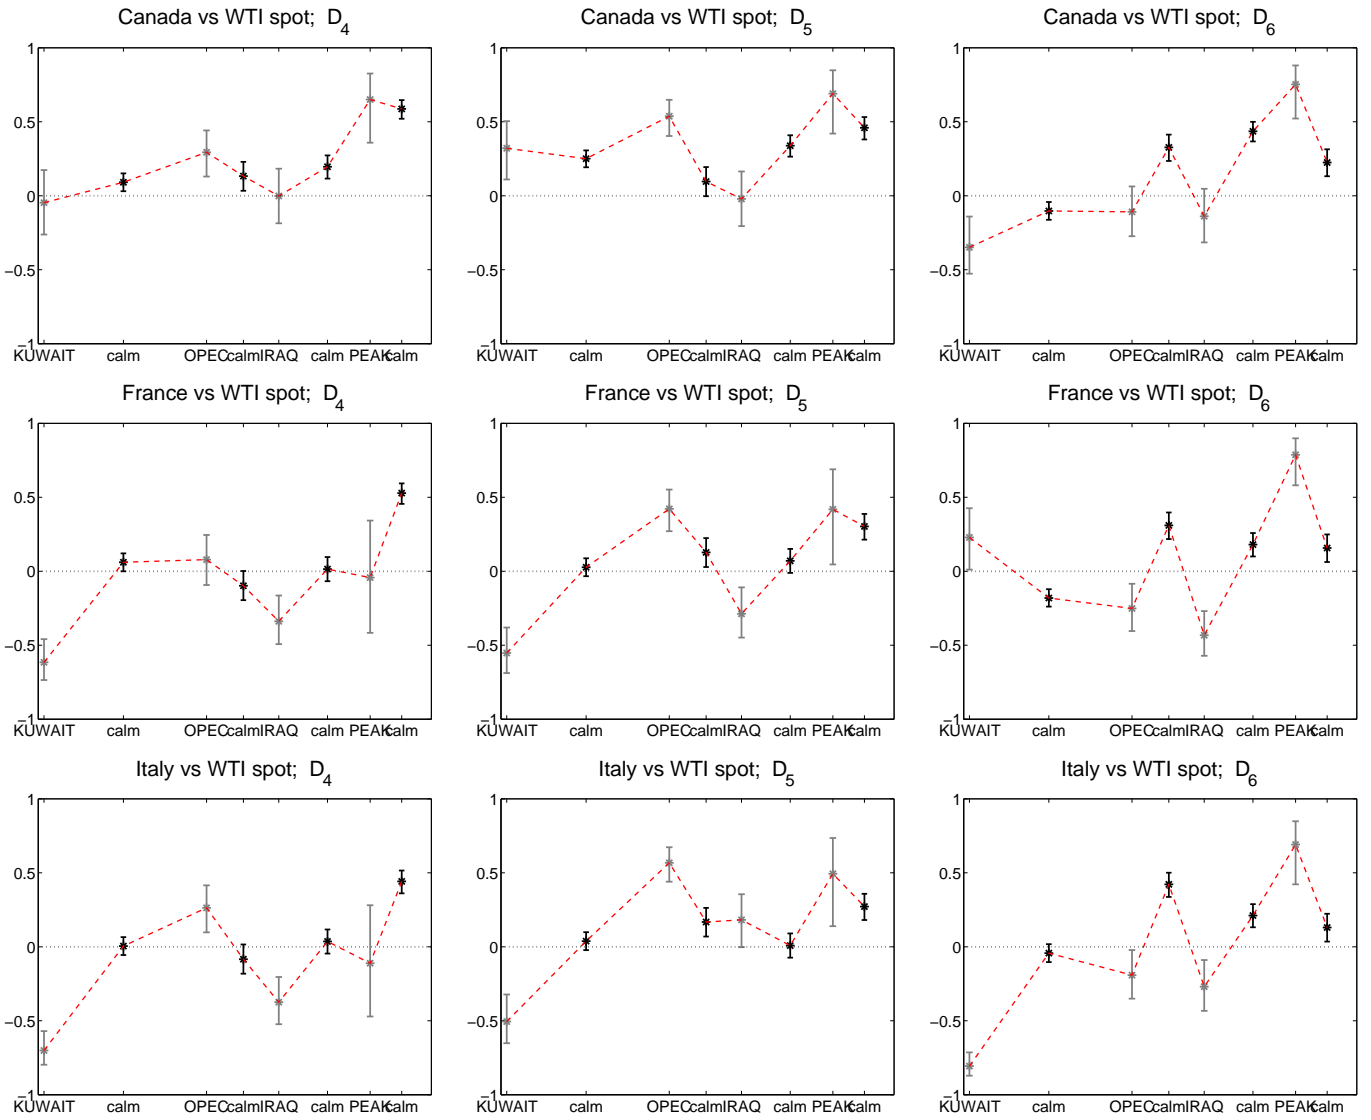 Canada vs WTI spot; D4
Canada vs WTI spot; D5
Canada vs WTI spot; D6
1
0.5
0
−0.5
−1
KUWAIT calm OPEC calm IRAQ calm PEAK calm
1
0.5
0
−0.5
−1
KUWAIT calm OPEC calm IRAQ calm PEAK calm
1
0.5
0
−0.5
−1
KUWAIT calm OPEC calm IRAQ calm PEAK calm
France vs WTI spot; D4
France vs WTI spot; D5
France vs WTI spot; D6
1
0.5
0
−0.5
−1
KUWAIT calm OPEC calm IRAQ calm PEAK calm
1
0.5
0
−0.5
−1
KUWAIT calm OPEC calm IRAQ calm PEAK calm
1
0.5
0
−0.5
−1
KUWAIT calm OPEC calm IRAQ calm PEAK calm
Italy vs WTI spot; D4
Italy vs WTI spot; D5
Italy vs WTI spot; D6
1
0.5
0
−0.5
−1
KUWAIT calm OPEC calm IRAQ calm PEAK calm
1
0.5
0
−0.5
−1
KUWAIT calm OPEC calm IRAQ calm PEAK calm
1
0.5
0
−0.5
−1
KUWAIT calm OPEC calm IRAQ calm PEAK calm